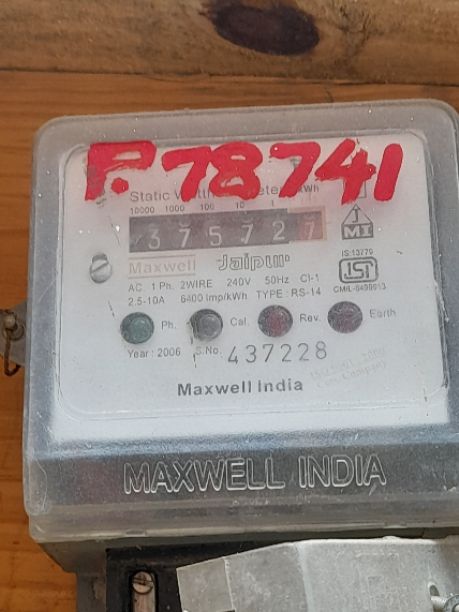 P.78741
kWh
10000 1000 100 10 1
375727
Maxwell Jaipur
JMI
IS:13779
ISI
AC. 1 Ph. 2WIRE 240V 50Hz Cl-1
2.5-10A 6400 Imp/kWh TYPE : RS-14
Ph. Cal. Rev. Earth
Year : 2006 S.No. 437228
Maxwell India
MAXWELL INDIA